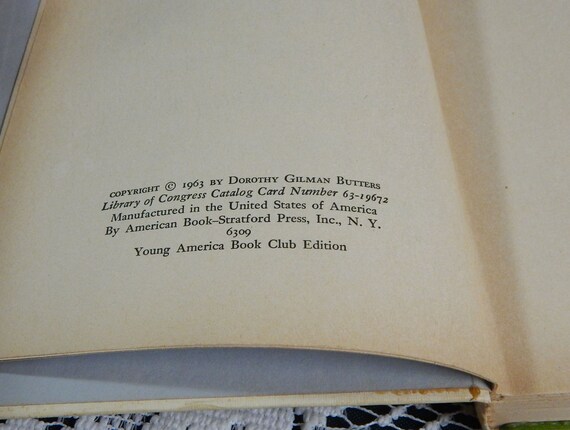 COPYRIGHT © 1963 BY DOROTHY GILMAN BUTTERS
Library of Congress Catalog Card Number 63-19672
Manufactured in the United States of America
By American Book–Stratford Press, Inc., N. Y.
6309
Young America Book Club Edition